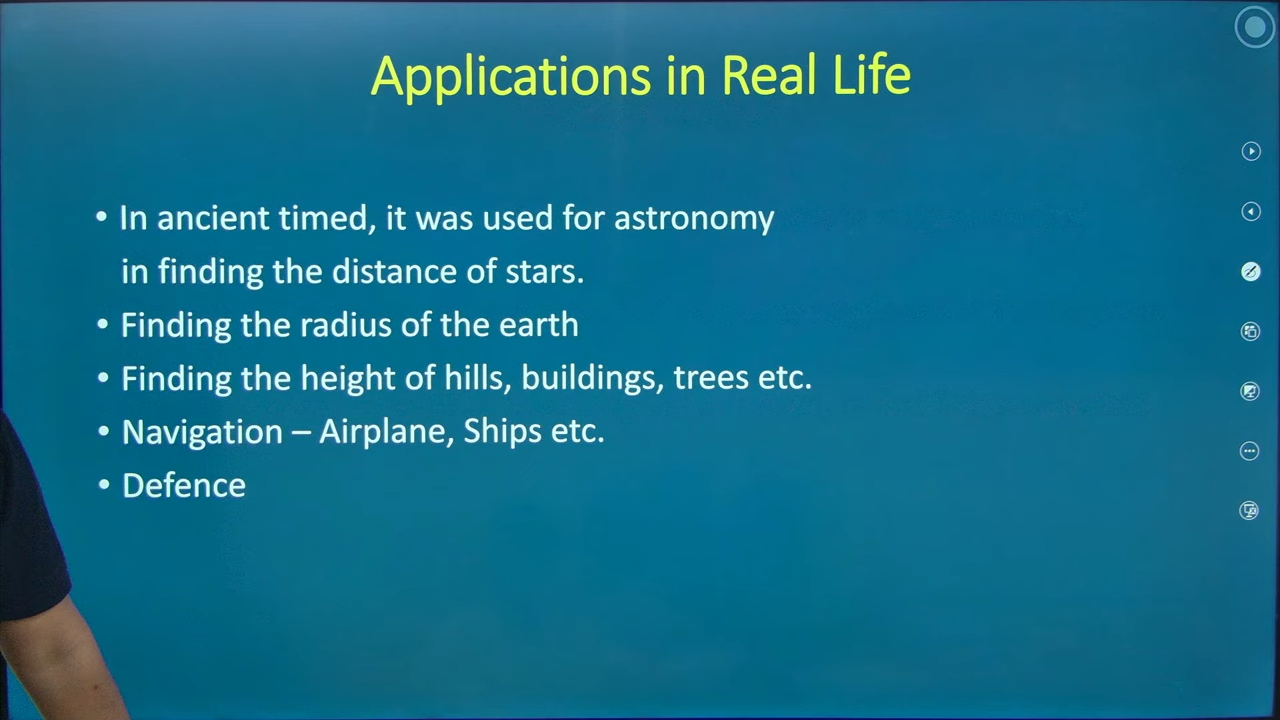 Applications in Real Life
• In ancient timed, it was used for astronomy
in finding the distance of stars.
• Finding the radius of the earth
• Finding the height of hills, buildings, trees etc.
• Navigation – Airplane, Ships etc.
• Defence